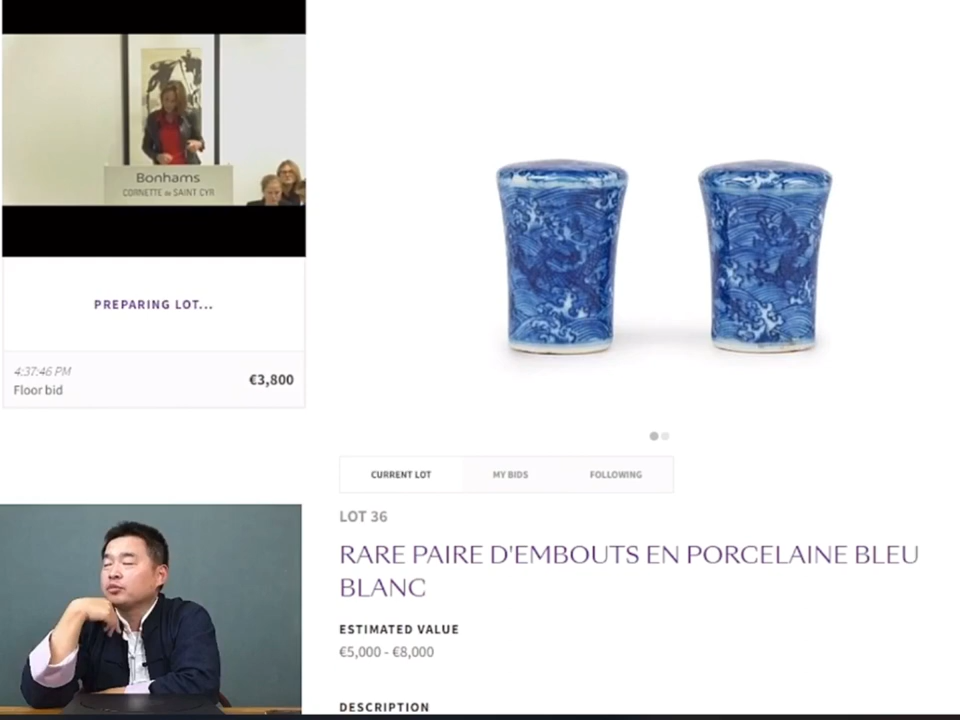 Bonhams
CORNETTE de SAINT CYR
PREPARING LOT...
4:37:46 PM
Floor bid
€3,800
CURRENT LOT
MY BIDS
FOLLOWING
LOT 36
RARE PAIRE D'EMBOUTS EN PORCELAINE BLEU
BLANC
ESTIMATED VALUE
€5,000 - €8,000
DESCRIPTION